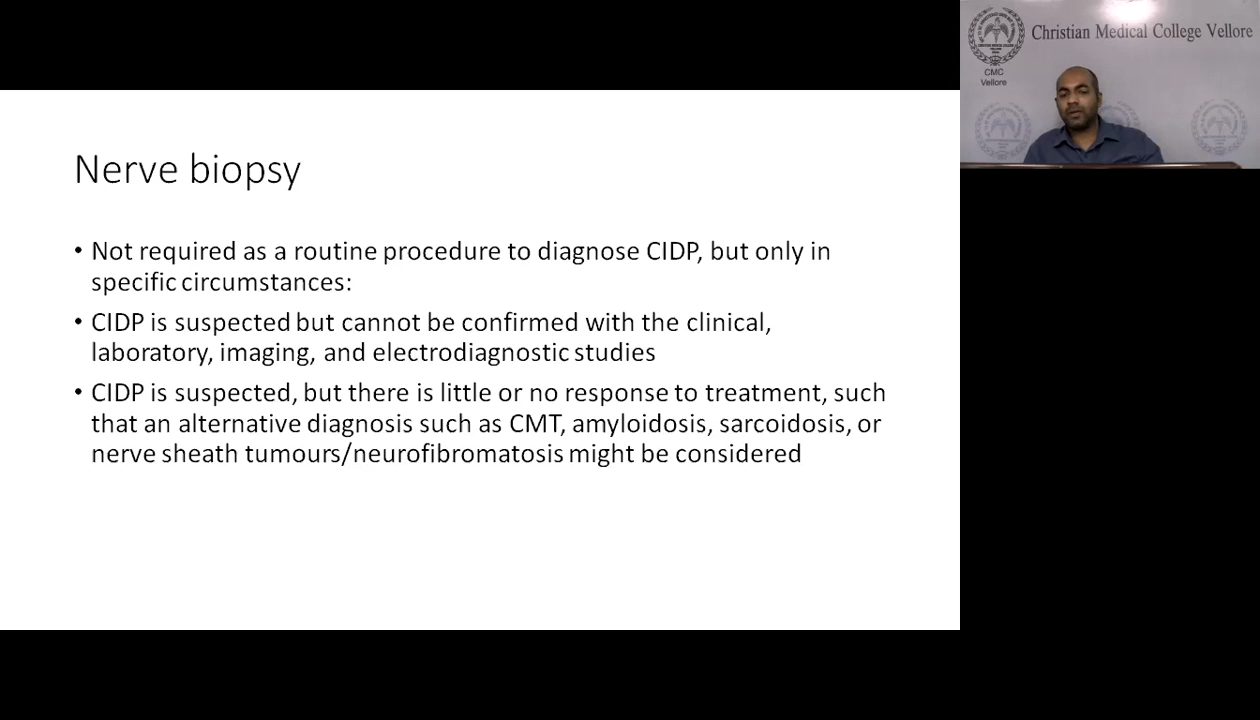 Nerve biopsy
• Not required as a routine procedure to diagnose CIDP, but only in
specific circumstances:
• CIDP is suspected but cannot be confirmed with the clinical,
laboratory, imaging, and electrodiagnostic studies
• CIDP is suspected, but there is little or no response to treatment, such
that an alternative diagnosis such as CMT, amyloidosis, sarcoidosis, or
nerve sheath tumours/neurofibromatosis might be considered
Christian Medical College Vellore
CMC
Vellore